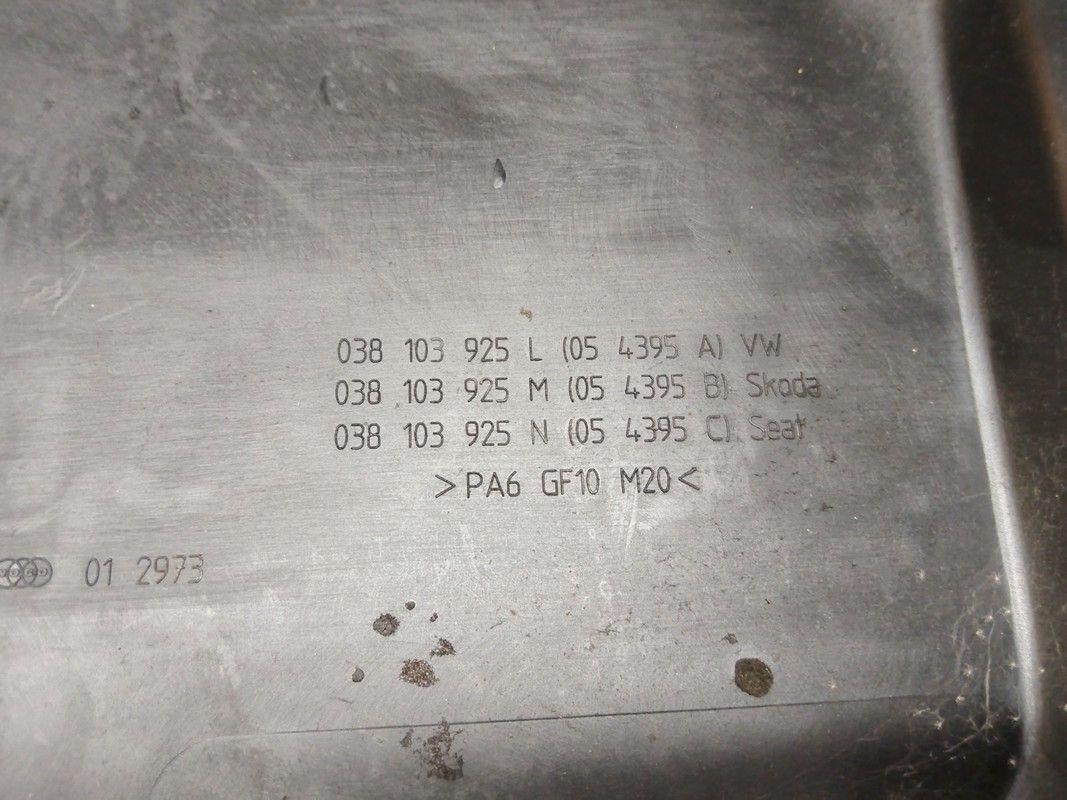 038 103 925 L (05 4395 A) VW
038 103 925 M (05 4395 B) Skoda
038 103 925 N (05 4395 C) Seat
>PA6 GF10 M20<
01 2973